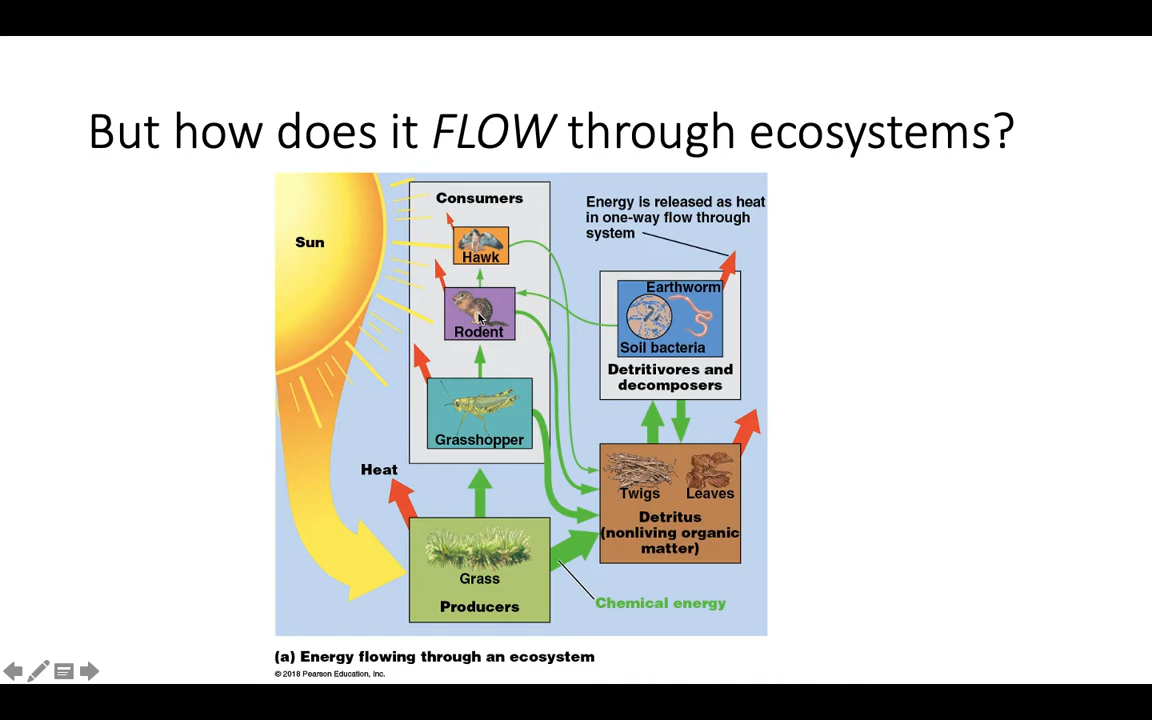 But how does it FLOW through ecosystems?
Sun
Consumers
Hawk
Rodent
Grasshopper
Heat
Grass
Producers
Energy is released as heat
in one-way flow through
system
Earthworm
Soil bacteria
Detritivores and
decomposers
Twigs
Leaves
Detritus
(nonliving organic
matter)
Chemical energy
(a) Energy flowing through an ecosystem
© 2018 Pearson Education, Inc.